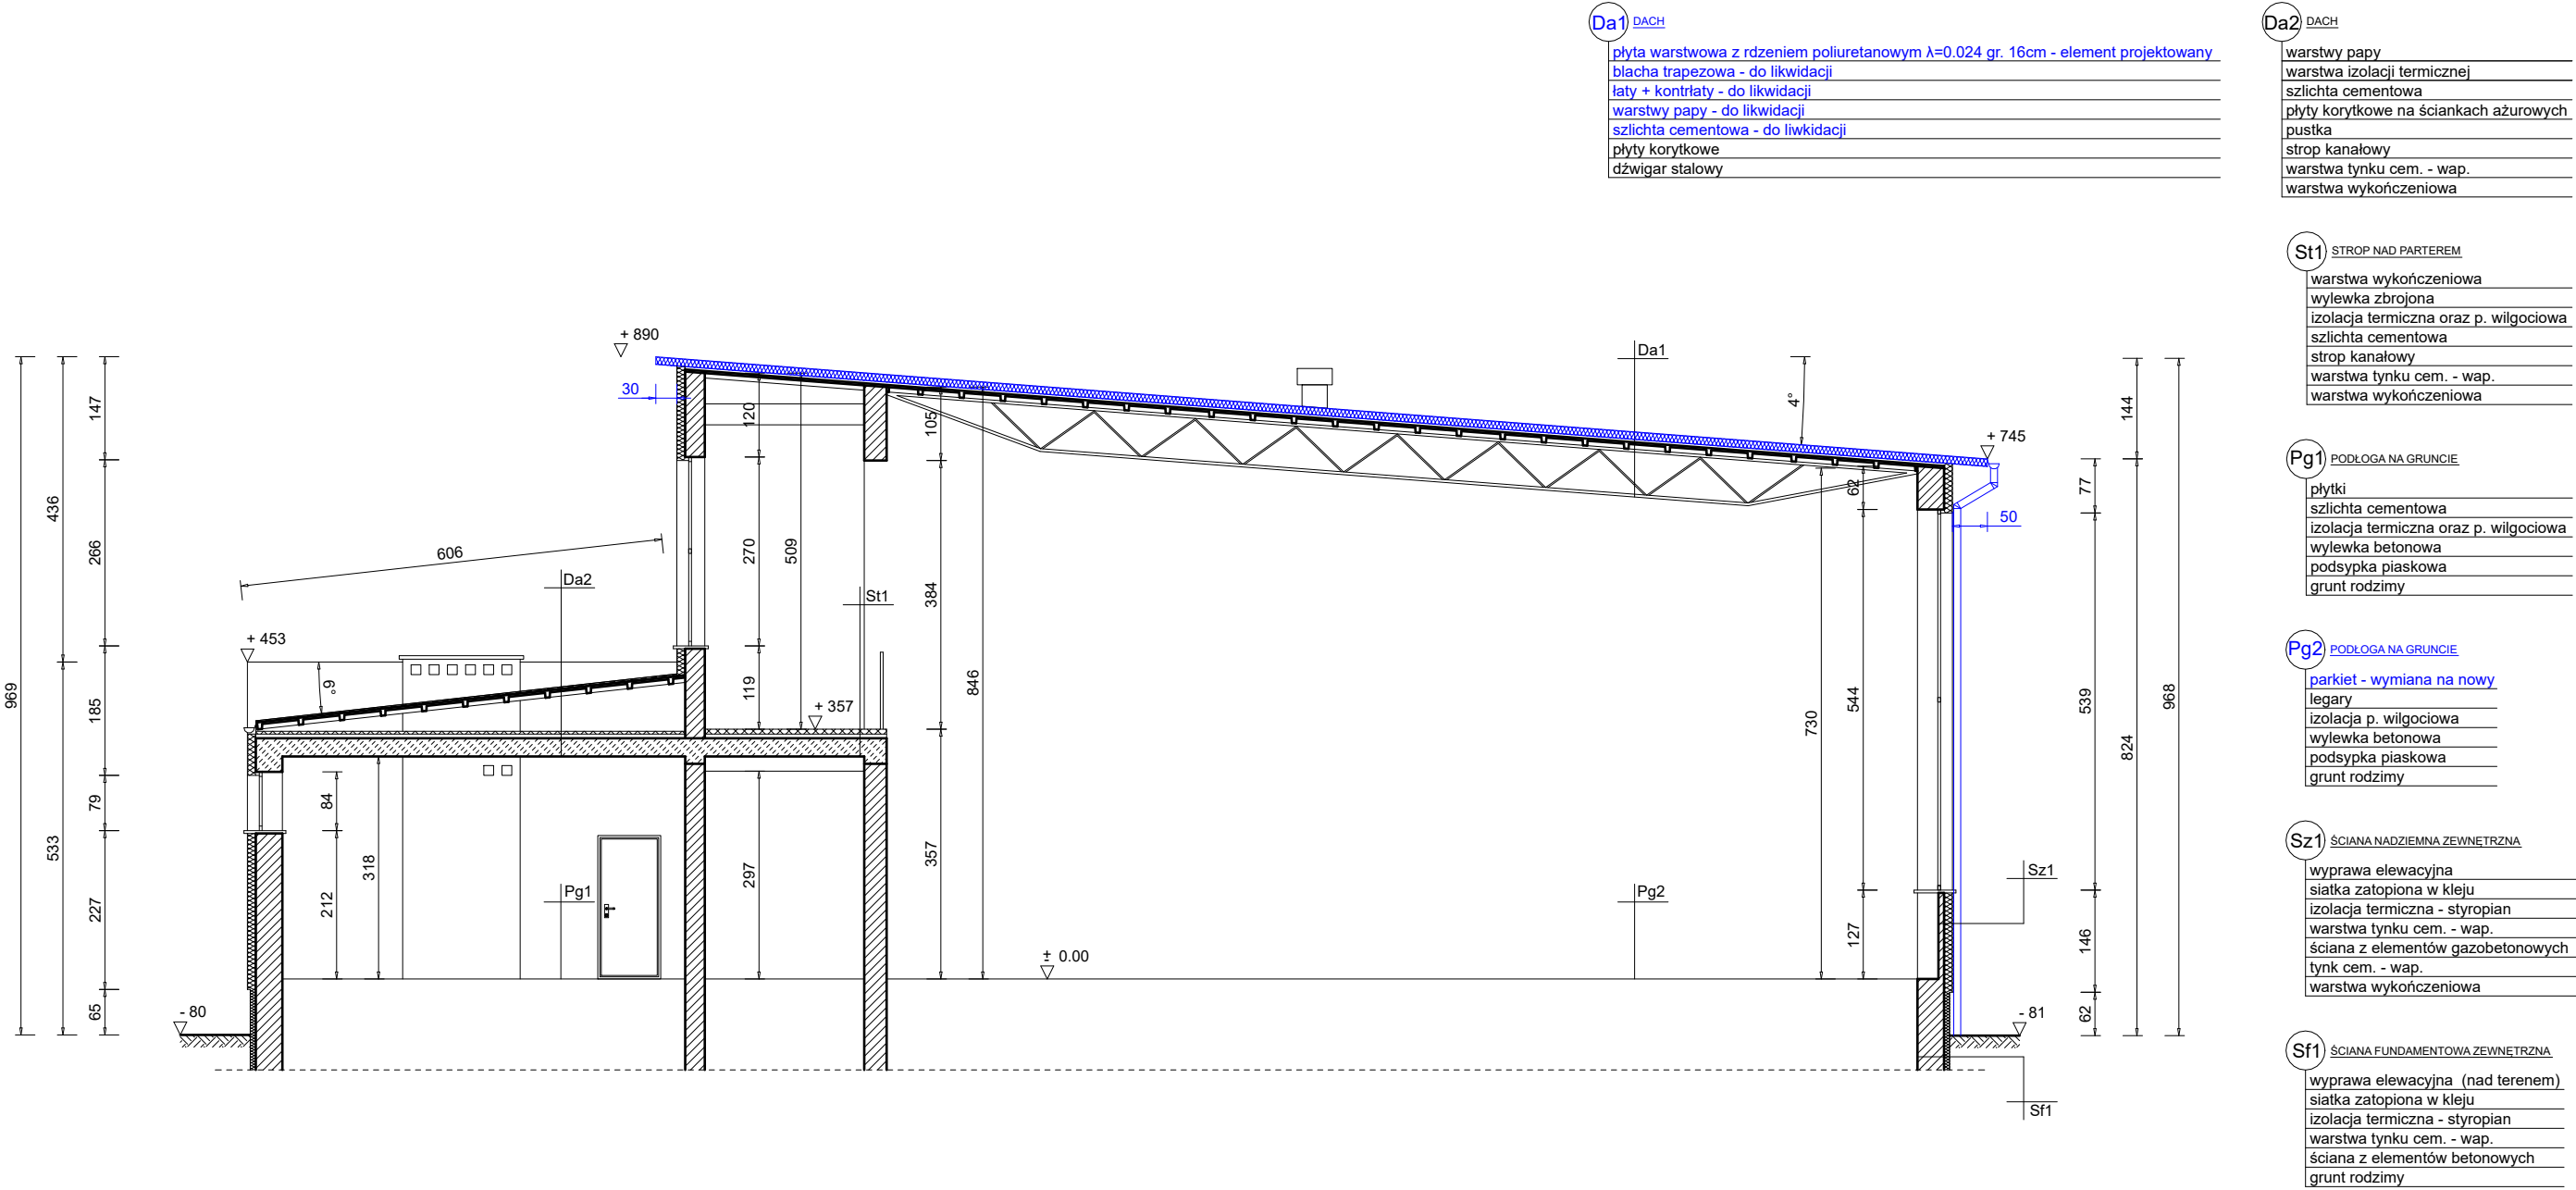 Da1 DACH
płyta warstwowa z rdzeniem poliuretanowym λ=0.024 gr. 16cm - element projektowany
blacha trapezowa - do likwidacji
łaty + kontrłaty - do likwidacji
warstwy papy - do likwidacji
szlichta cementowa - do liwkidacji
płyty korytkowe
dźwigar stalowy
Da2 DACH
warstwy papy
warstwa izolacji termicznej
szlichta cementowa
płyty korytkowe na ściankach ażurowych
pustka
strop kanałowy
warstwa tynku cem. - wap.
warstwa wykończeniowa
St1 STROP NAD PARTEREM
warstwa wykończeniowa
wylewka zbrojona
izolacja termiczna oraz p. wilgociowa
szlichta cementowa
strop kanałowy
warstwa tynku cem. - wap.
warstwa wykończeniowa
Pg1 PODŁOGA NA GRUNCIE
płytki
szlichta cementowa
izolacja termiczna oraz p. wilgociowa
wylewka betonowa
podsypka piaskowa
grunt rodzimy
Pg2 PODŁOGA NA GRUNCIE
parkiet - wymiana na nowy
legary
izolacja p. wilgociowa
wylewka betonowa
podsypka piaskowa
grunt rodzimy
Sz1 ŚCIANA NADZIEMNA ZEWNĘTRZNA
wyprawa elewacyjna
siatka zatopiona w kleju
izolacja termiczna - styropian
warstwa tynku cem. - wap.
ściana z elementów gazobetonowych
tynk cem. - wap.
warstwa wykończeniowa
Sf1 ŚCIANA FUNDAMENTOWA ZEWNĘTRZNA
wyprawa elewacyjna (nad terenem)
siatka zatopiona w kleju
izolacja termiczna - styropian
warstwa tynku cem. - wap.
ściana z elementów betonowych
grunt rodzimy
969
436
533
147
266
185
79
227
65
+ 890
30
606
+ 453
6°
Da2
- 80
84
212
318
Pg1
120
270
119
297
509
+ 357
St1
105
384
357
846
± 0.00
Da1
4°
Pg2
730
62
544
127
+ 745
50
Sz1
- 81
Sf1
77
539
146
62
144
824
968